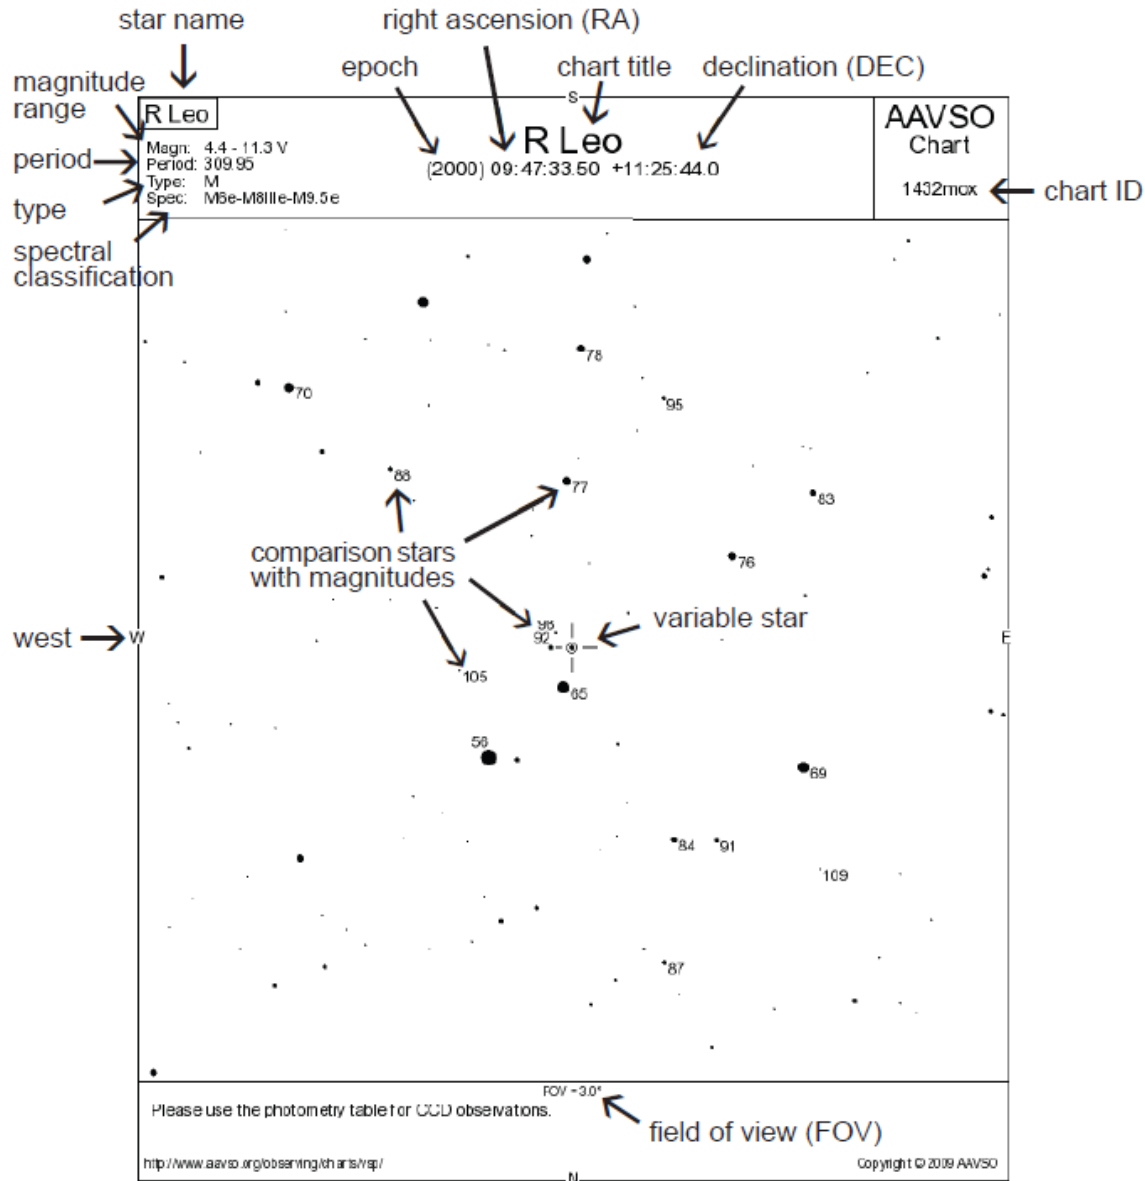 star name
right ascension (RA)
epoch
chart title
declination (DEC)
magnitude
range
period
type
spectral
classification
S
R Leo
Magn: 4.4 - 11.3 V
Period: 309.95
Type: M
Spec: M6e-M8IIIe-M9.5e
R Leo
(2000) 09:47:33.50 +11:25:44.0
AAVSO
Chart
1432mox
chart ID
78
70
95
88
77
83
comparison stars
with magnitudes
76
variable star
96
92
west
W
E
105
65
56
69
84
91
109
87
FOV = 3.0°
Please use the photometry table for CCD observations.
field of view (FOV)
http://www.aavso.org/observing/charts/vsp/
Copyright © 2009 AAVSO
N